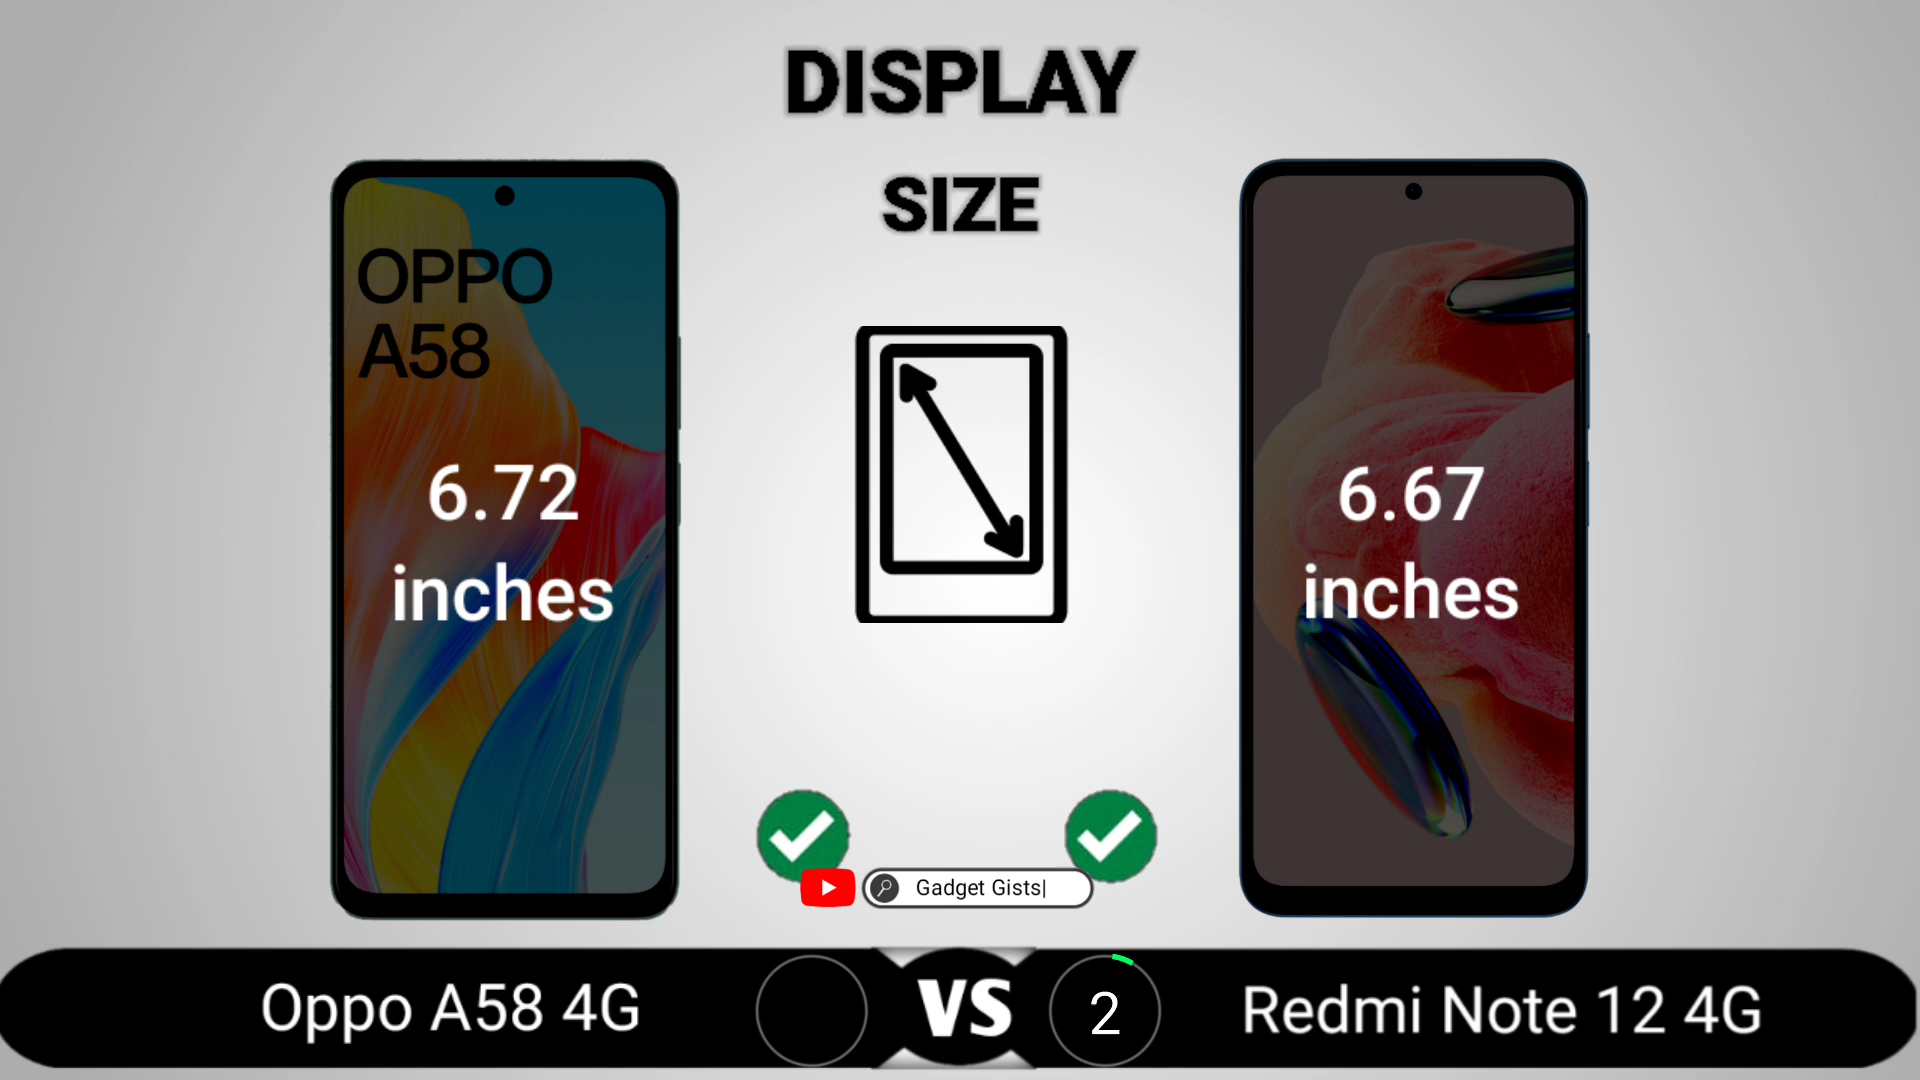 DISPLAY
SIZE
OPPO
A58
6.72
inches
6.67
inches
Gadget Gists|
Oppo A58 4G
VS
2
Redmi Note 12 4G